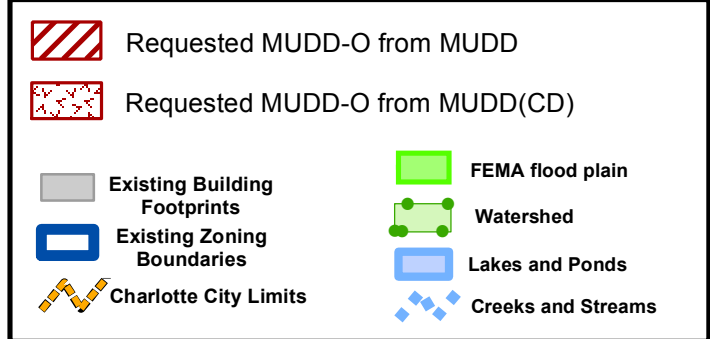 Requested MUDD-O from MUDD
Requested MUDD-O from MUDD(CD)
Existing Building
Footprints
Existing Zoning
Boundaries
Charlotte City Limits
FEMA flood plain
Watershed
Lakes and Ponds
Creeks and Streams